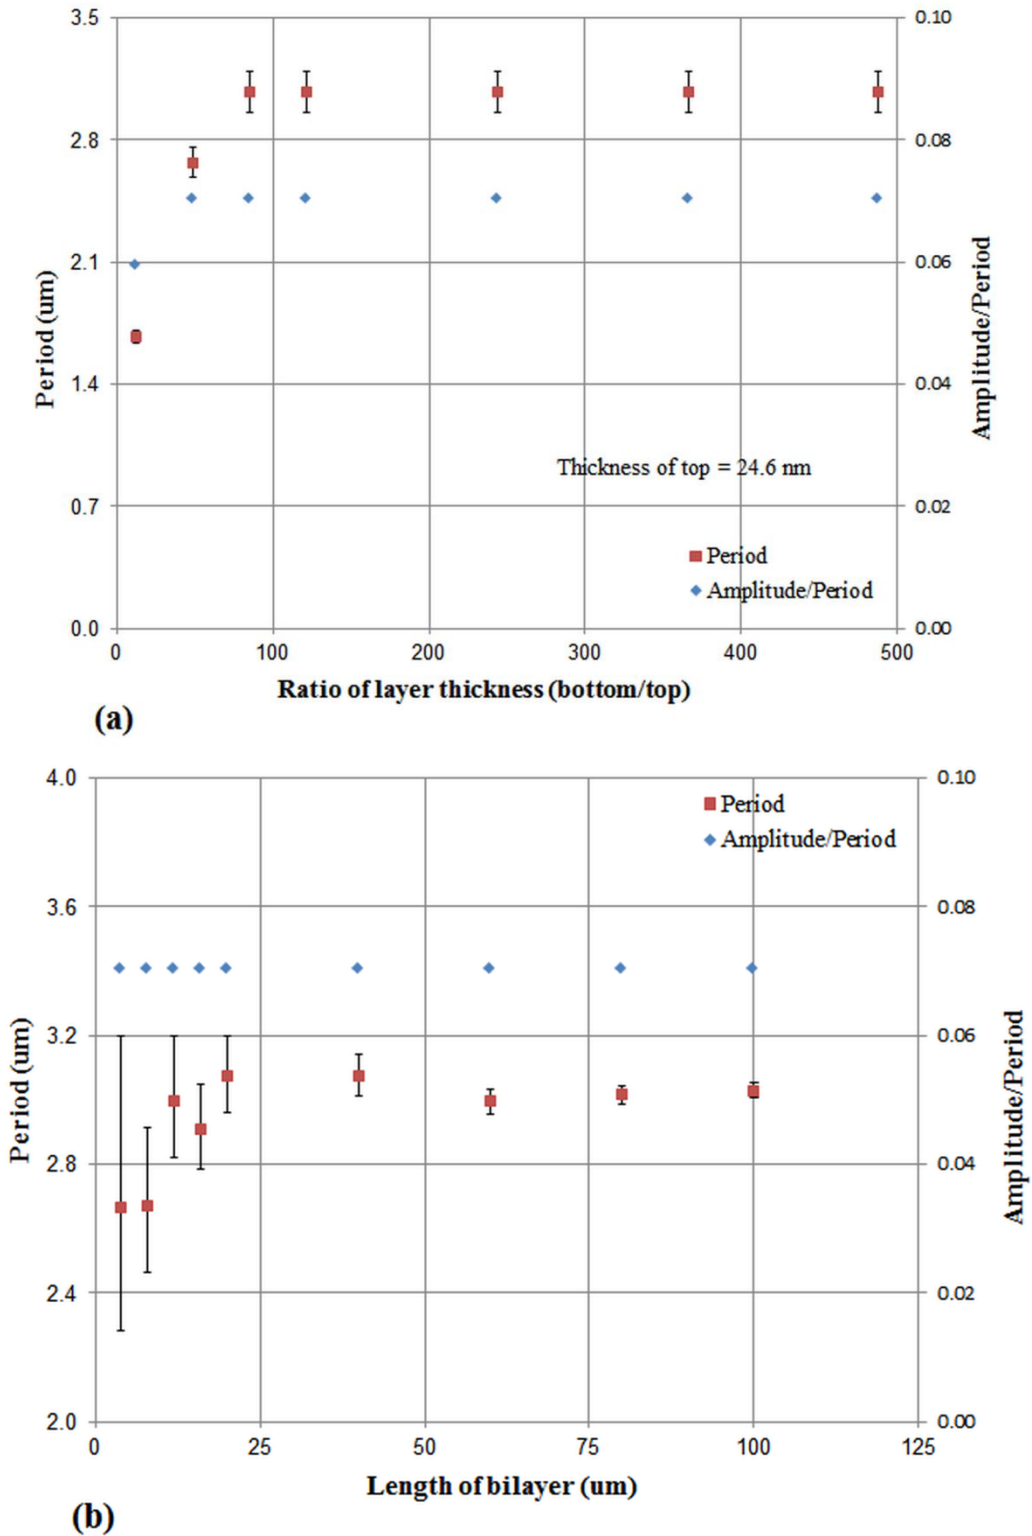 3.5
0.10
2.8
0.08
2.1
0.06
1.4
0.04
0.7
0.02
0.0
0.00
Period (um)
Amplitude/Period
Thickness of top = 24.6 nm
Period
Amplitude/Period
0 100 200 300 400 500
Ratio of layer thickness (bottom/top)
(a)
4.0
0.10
3.6
0.08
3.2
0.06
2.8
0.04
2.4
0.02
2.0
0.00
Period (um)
Amplitude/Period
Period
Amplitude/Period
0 25 50 75 100 125
Length of bilayer (um)
(b)